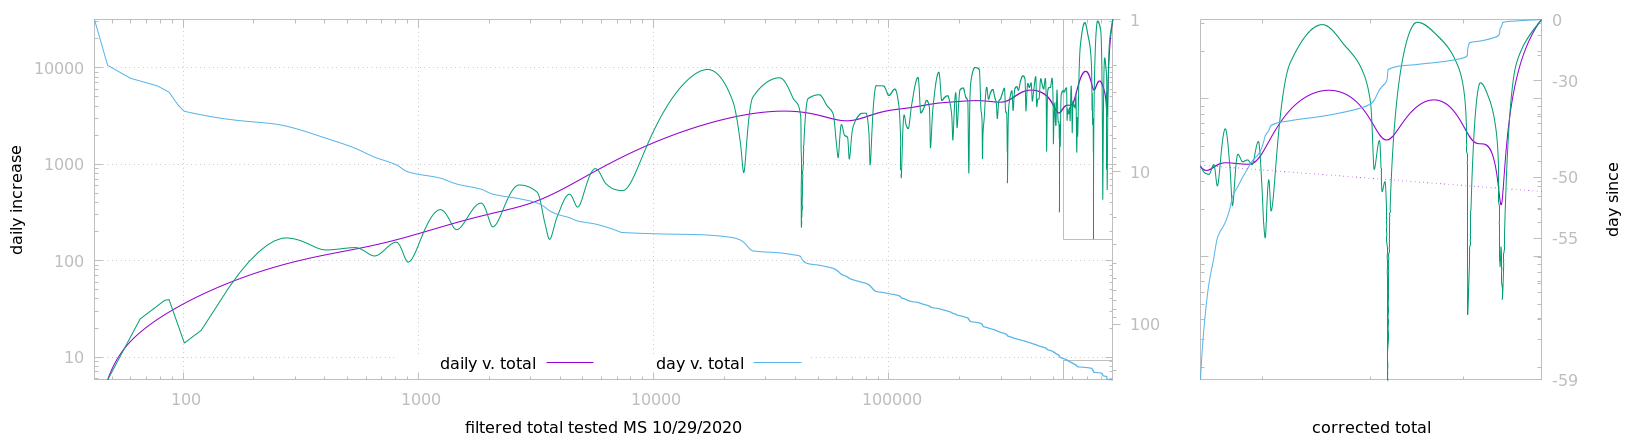 10000
1000
100
10
daily increase
100
1000
10000
100000
filtered total tested MS 10/29/2020
daily v. total
day v. total
1
10
100
0
-30
-50
-55
-59
day since
corrected total